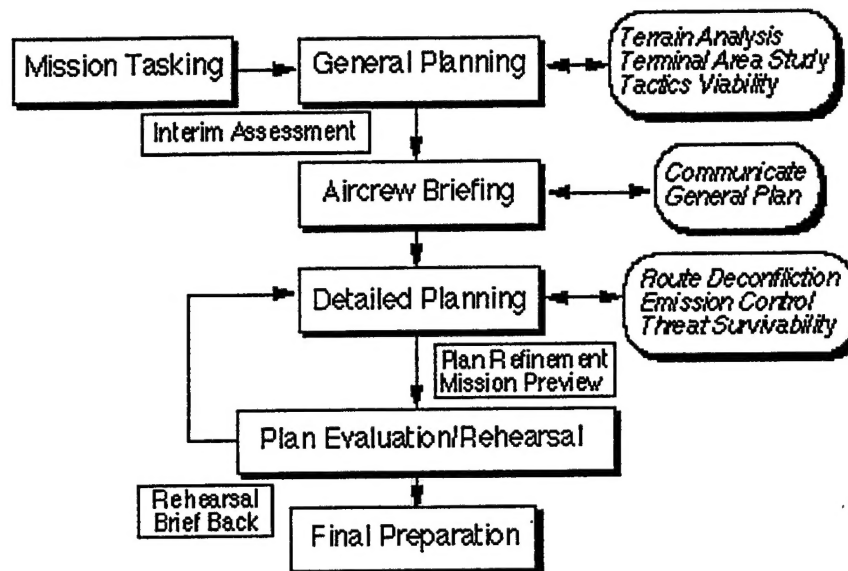 Mission Tasking
General Planning
Terrain Analysis
Terminal Area Study
Tactics Viability
Interim Assessment
Aircrew Briefing
Communicate
General Plan
Detailed Planning
Route Deconfliction
Emission Control
Threat Survivability
Plan Refinement
Mission Preview
Plan Evaluation/Rehearsal
Rehearsal
Brief Back
Final Preparation